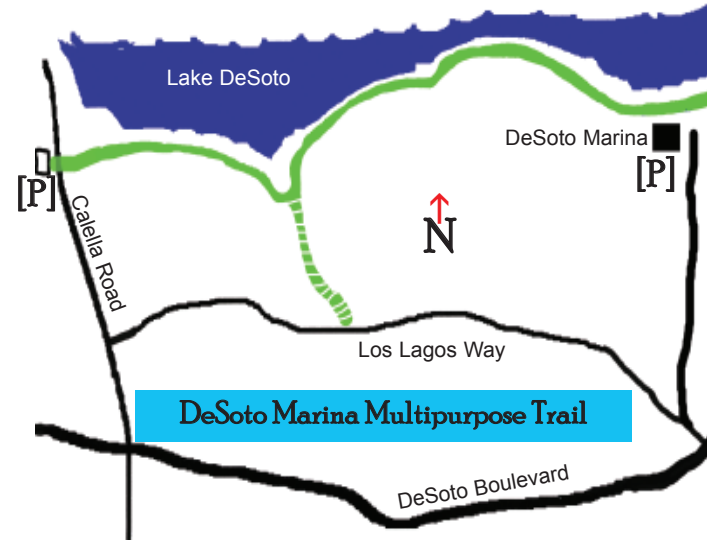 Lake DeSoto
DeSoto Marina
[P]
[P]
Calella Road
N
Los Lagos Way
DeSoto Marina Multipurpose Trail
DeSoto Boulevard